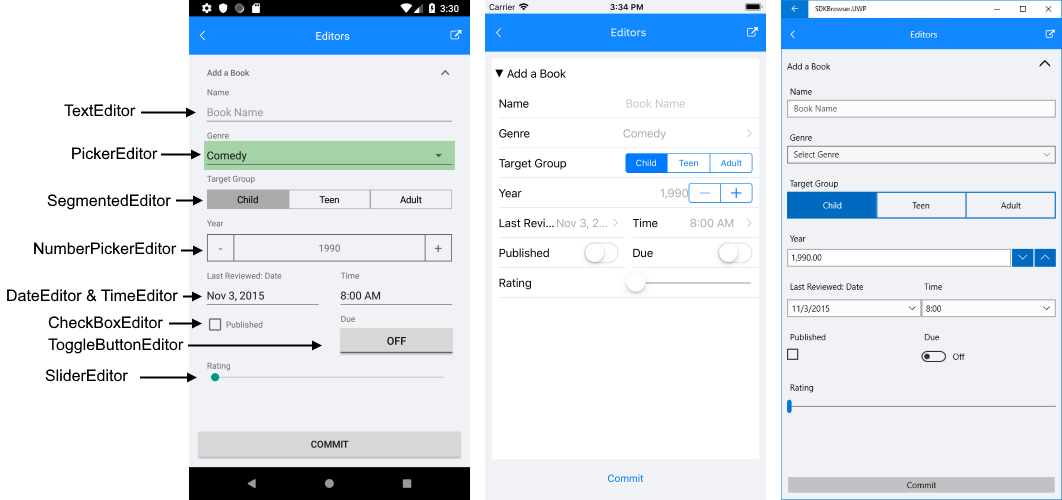 TextEditor
PickerEditor
SegmentedEditor
NumberPickerEditor
DateEditor & TimeEditor
CheckBoxEditor
ToggleButtonEditor
SliderEditor
3:30
Editors
Add a Book
Name
Book Name
Genre
Comedy
Target Group
Child Teen Adult
Year
- 1990 +
Last Reviewed: Date Time
Nov 3, 2015 8:00 AM
Published
Due
OFF
Rating
COMMIT
Carrier 3:34 PM
Editors
▼ Add a Book
Name Book Name
Genre Comedy
Target Group Child Teen Adult
Year 1,990 — +
Last Revi... Nov 3, 2... Time 8:00 AM
Published Due
Rating
Commit
SDKBrowser.UWP
Editors
Add a Book
Name
Book Name
Genre
Select Genre
Target Group
Child Teen Adult
Year
1,990.00
Last Reviewed: Date Time
11/3/2015 8:00
Published Due
Off
Rating
Commit